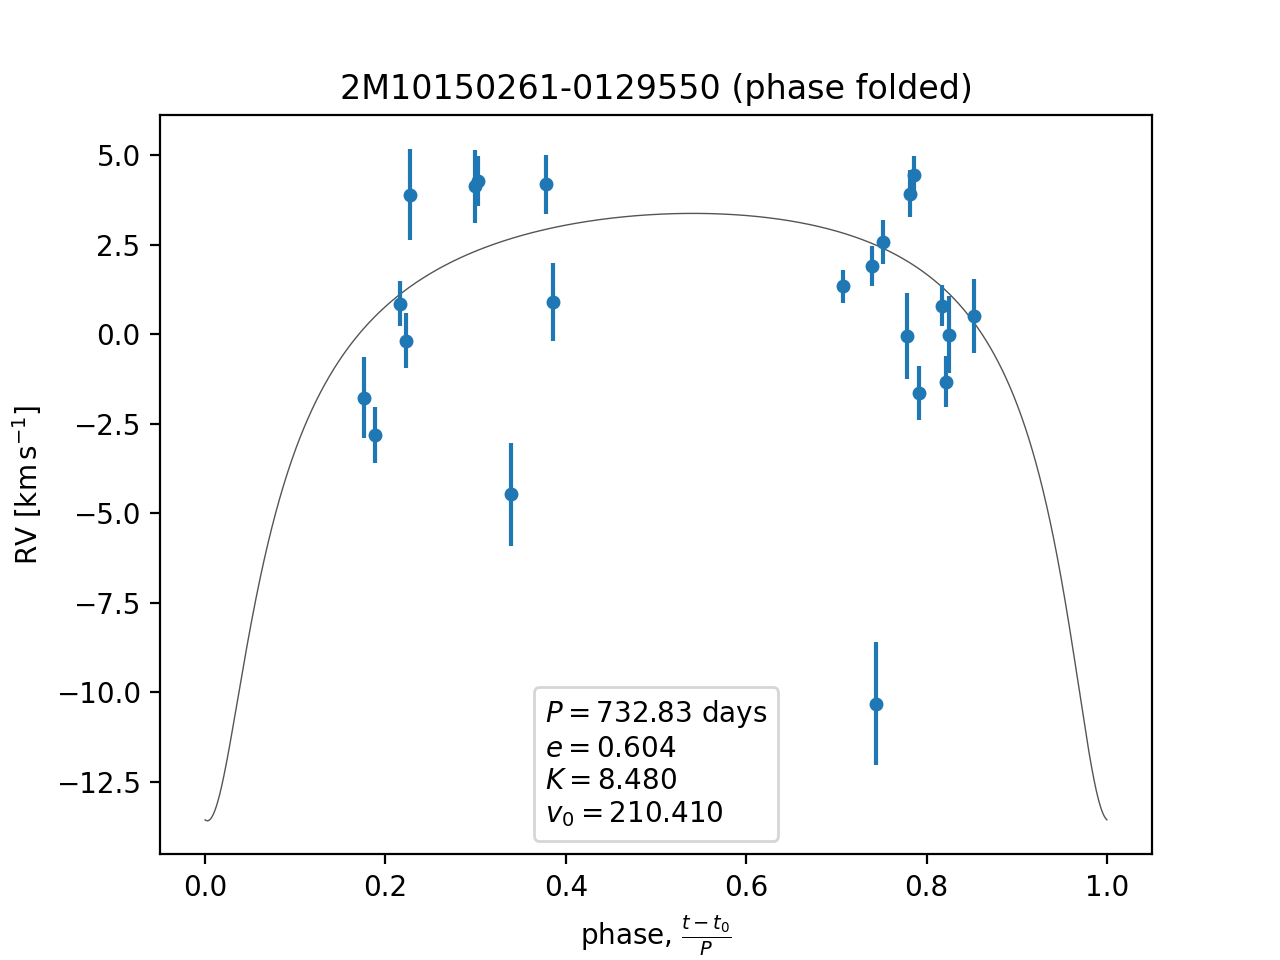 2M10150261-0129550 (phase folded)
RV [km s⁻¹]
5.0
2.5
0.0
−2.5
−5.0
−7.5
−10.0
−12.5
P = 732.83 days
e = 0.604
K = 8.480
v₀ = 210.410
0.0 0.2 0.4 0.6 0.8 1.0
phase, (t − t₀)/P